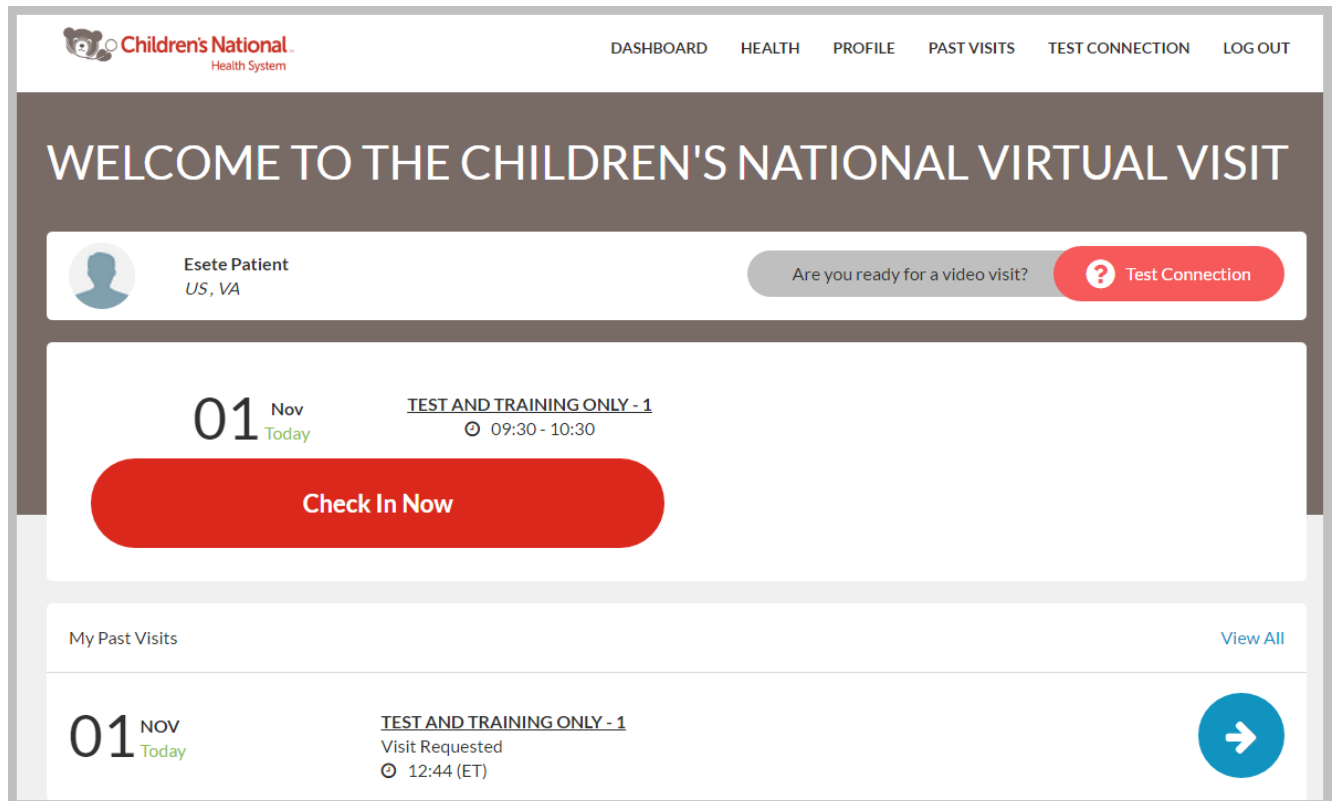 Children's National
Health System
DASHBOARD HEALTH PROFILE PAST VISITS TEST CONNECTION LOG OUT
WELCOME TO THE CHILDREN'S NATIONAL VIRTUAL VISIT
Esete Patient
US, VA
Are you ready for a video visit?
? Test Connection
01 Nov
Today
TEST AND TRAINING ONLY - 1
09:30 - 10:30
Check In Now
My Past Visits
View All
01 NOV
Today
TEST AND TRAINING ONLY - 1
Visit Requested
12:44 (ET)